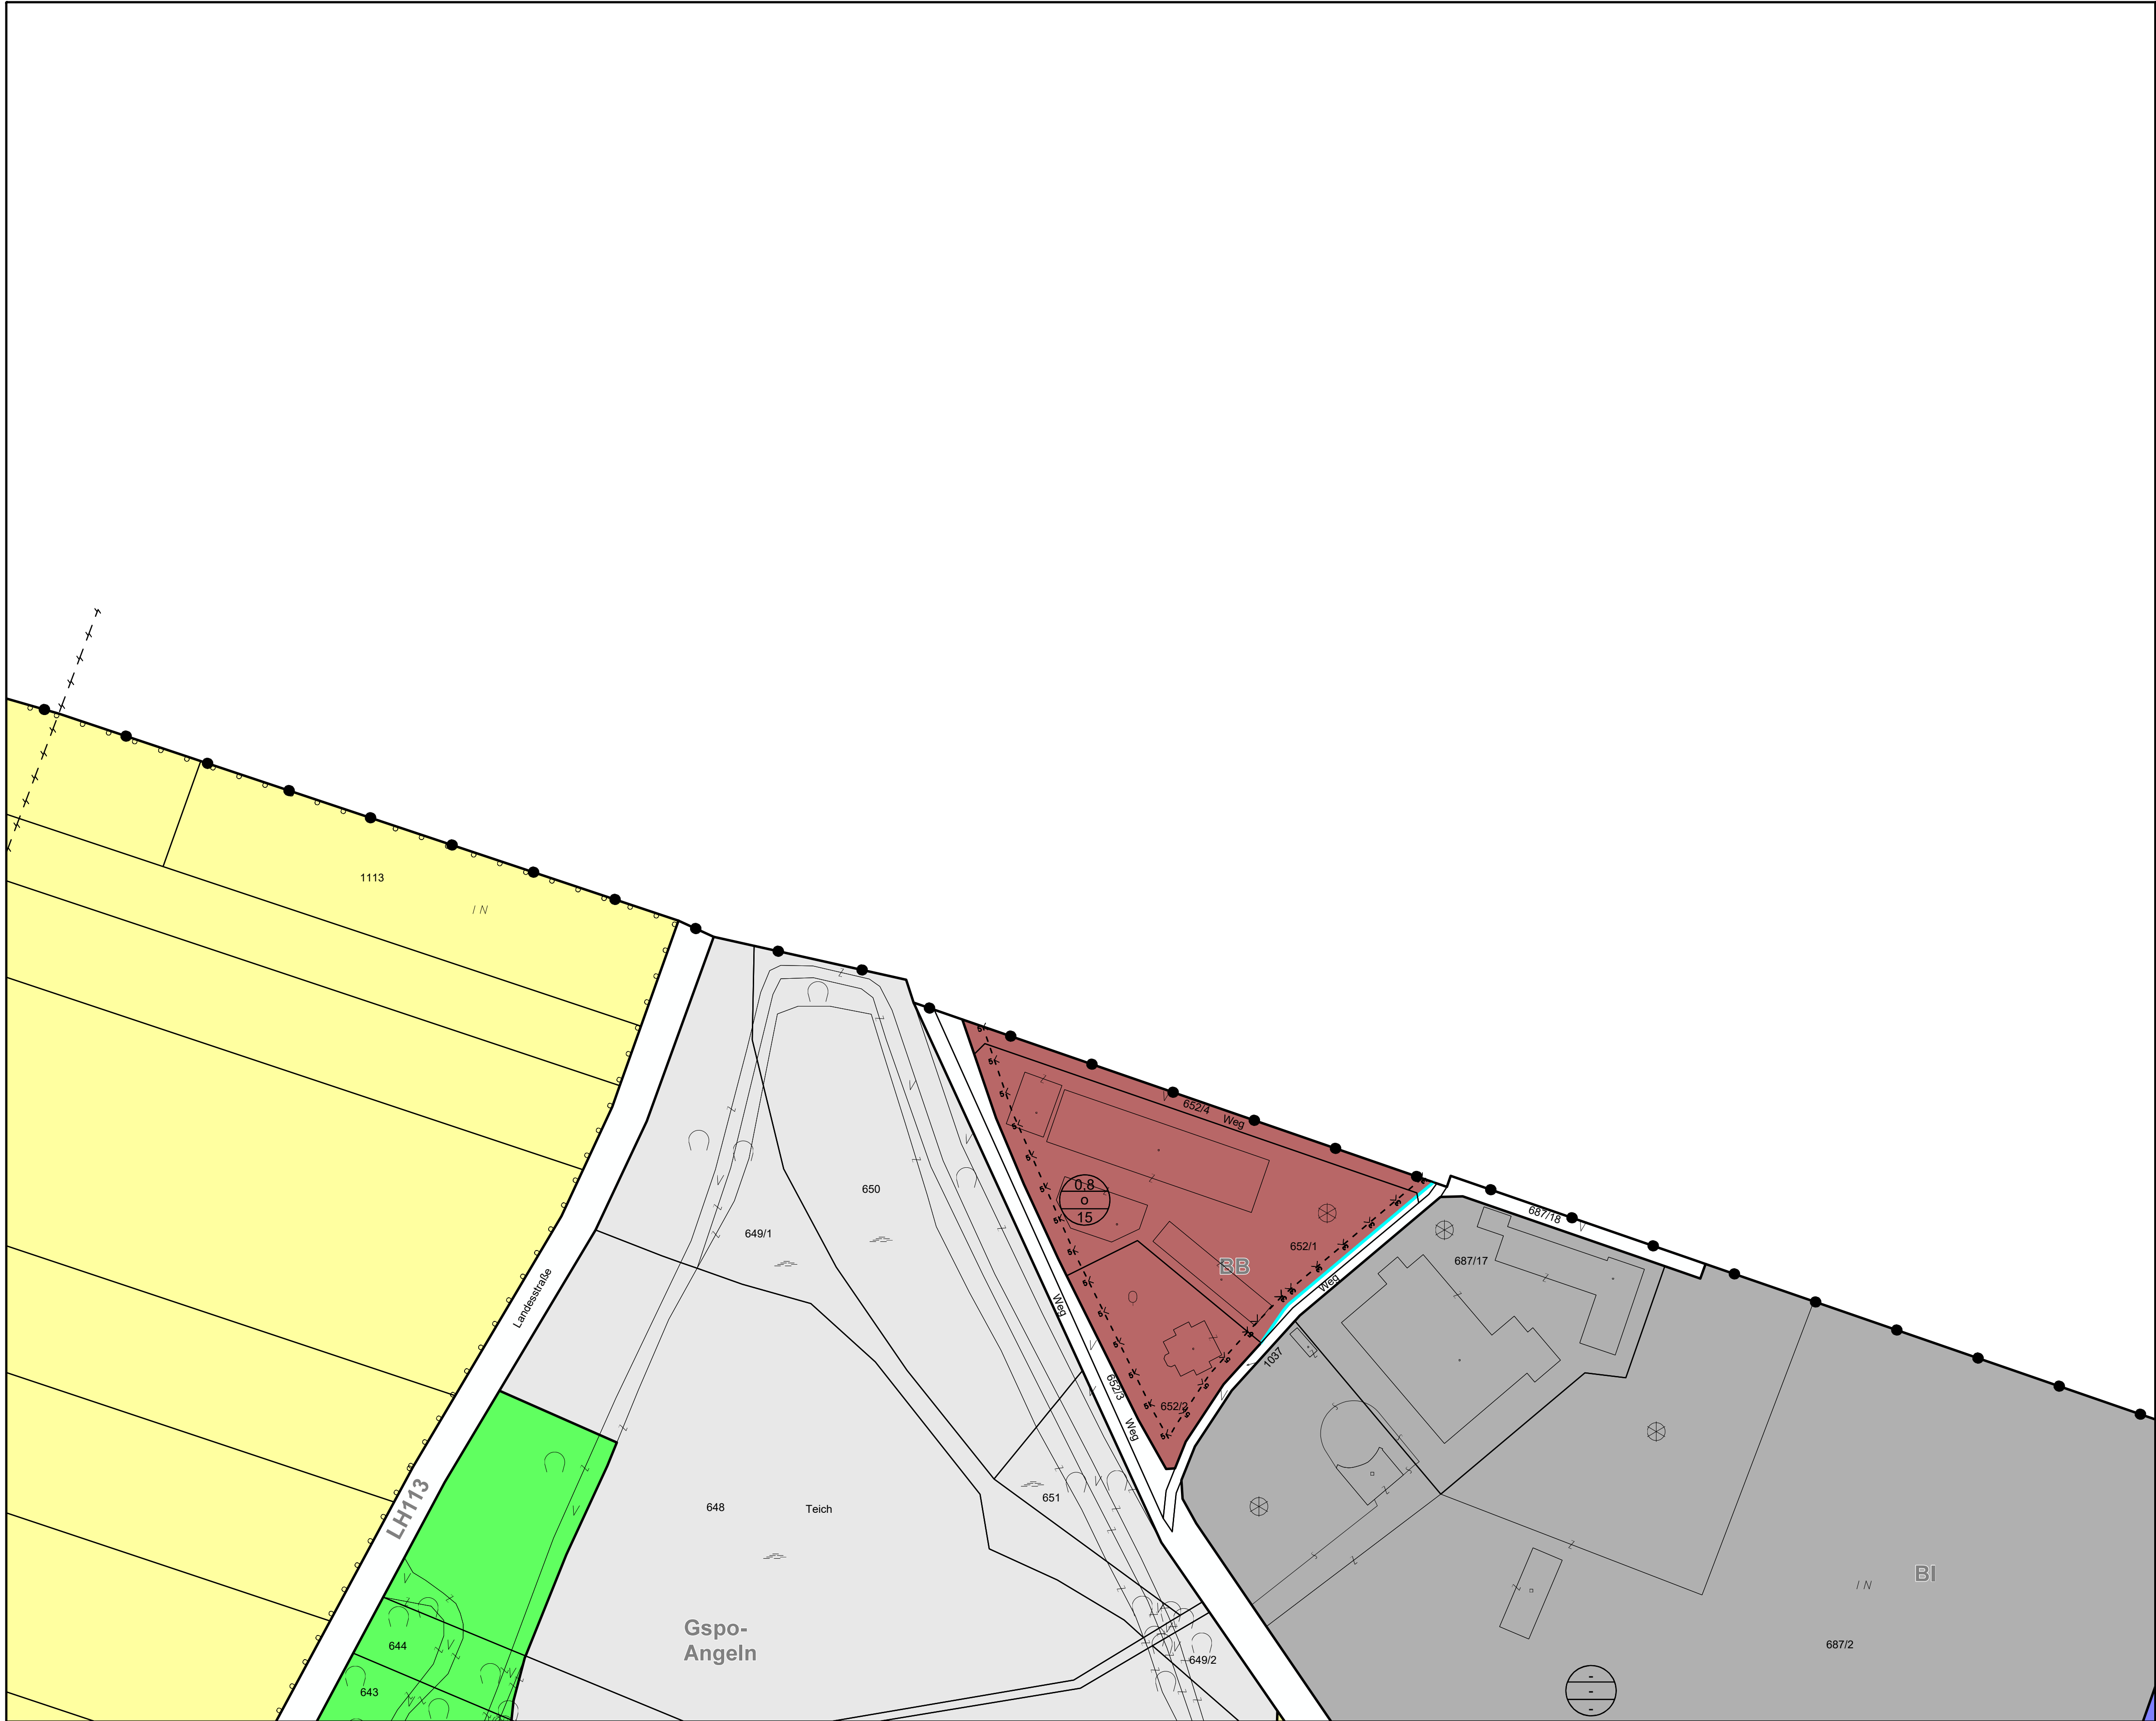 1113
I N
5K
652/4
Weg
0,8
o
15
650
687/18
649/1
652/1
687/17
BB
Weg
Landesstraße
Weg
1037
652/3
652/2
Weg
LH113
651
648
Teich
BI
I N
Gspo-
Angeln
644
687/2
649/2
643
-
-
-